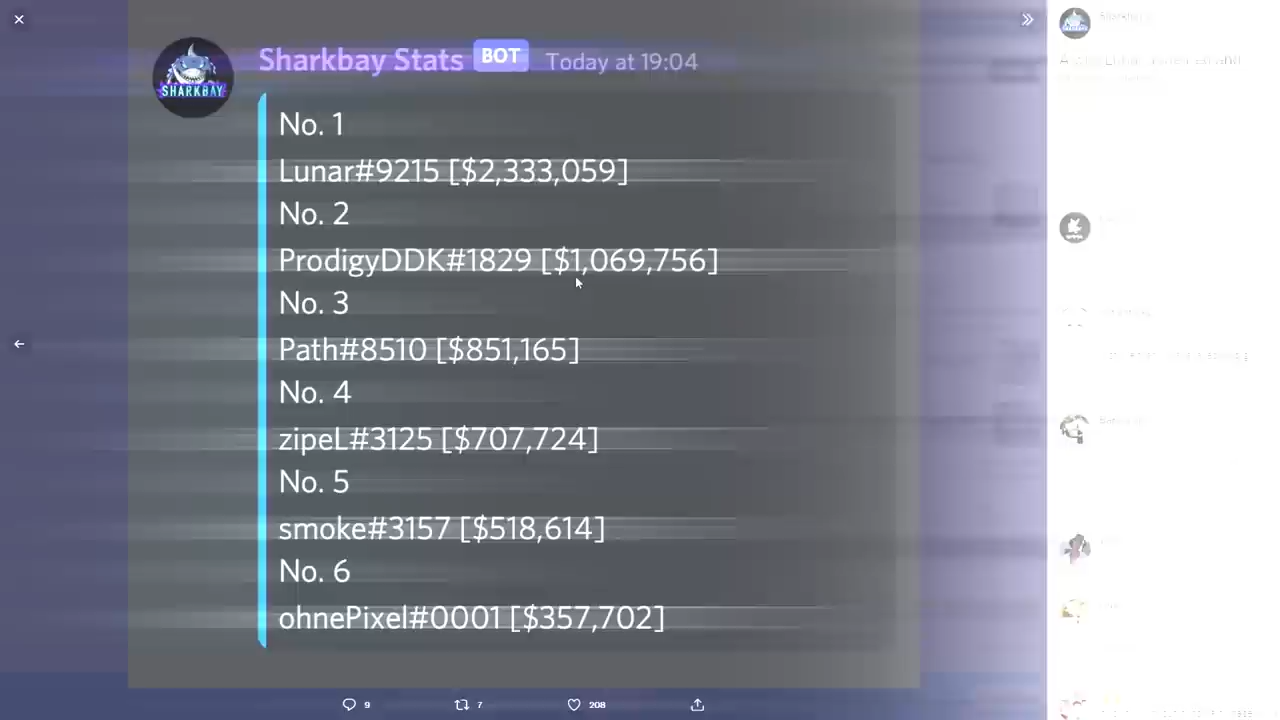 Sharkbay Stats BOT Today at 19:04
SHARKBAY
No. 1
Lunar#9215 [$2,333,059]
No. 2
ProdigyDDK#1829 [$1,069,756]
No. 3
Path#8510 [$851,165]
No. 4
zipeL#3125 [$707,724]
No. 5
smoke#3157 [$518,614]
No. 6
ohnePixel#0001 [$357,702]
9 7 208